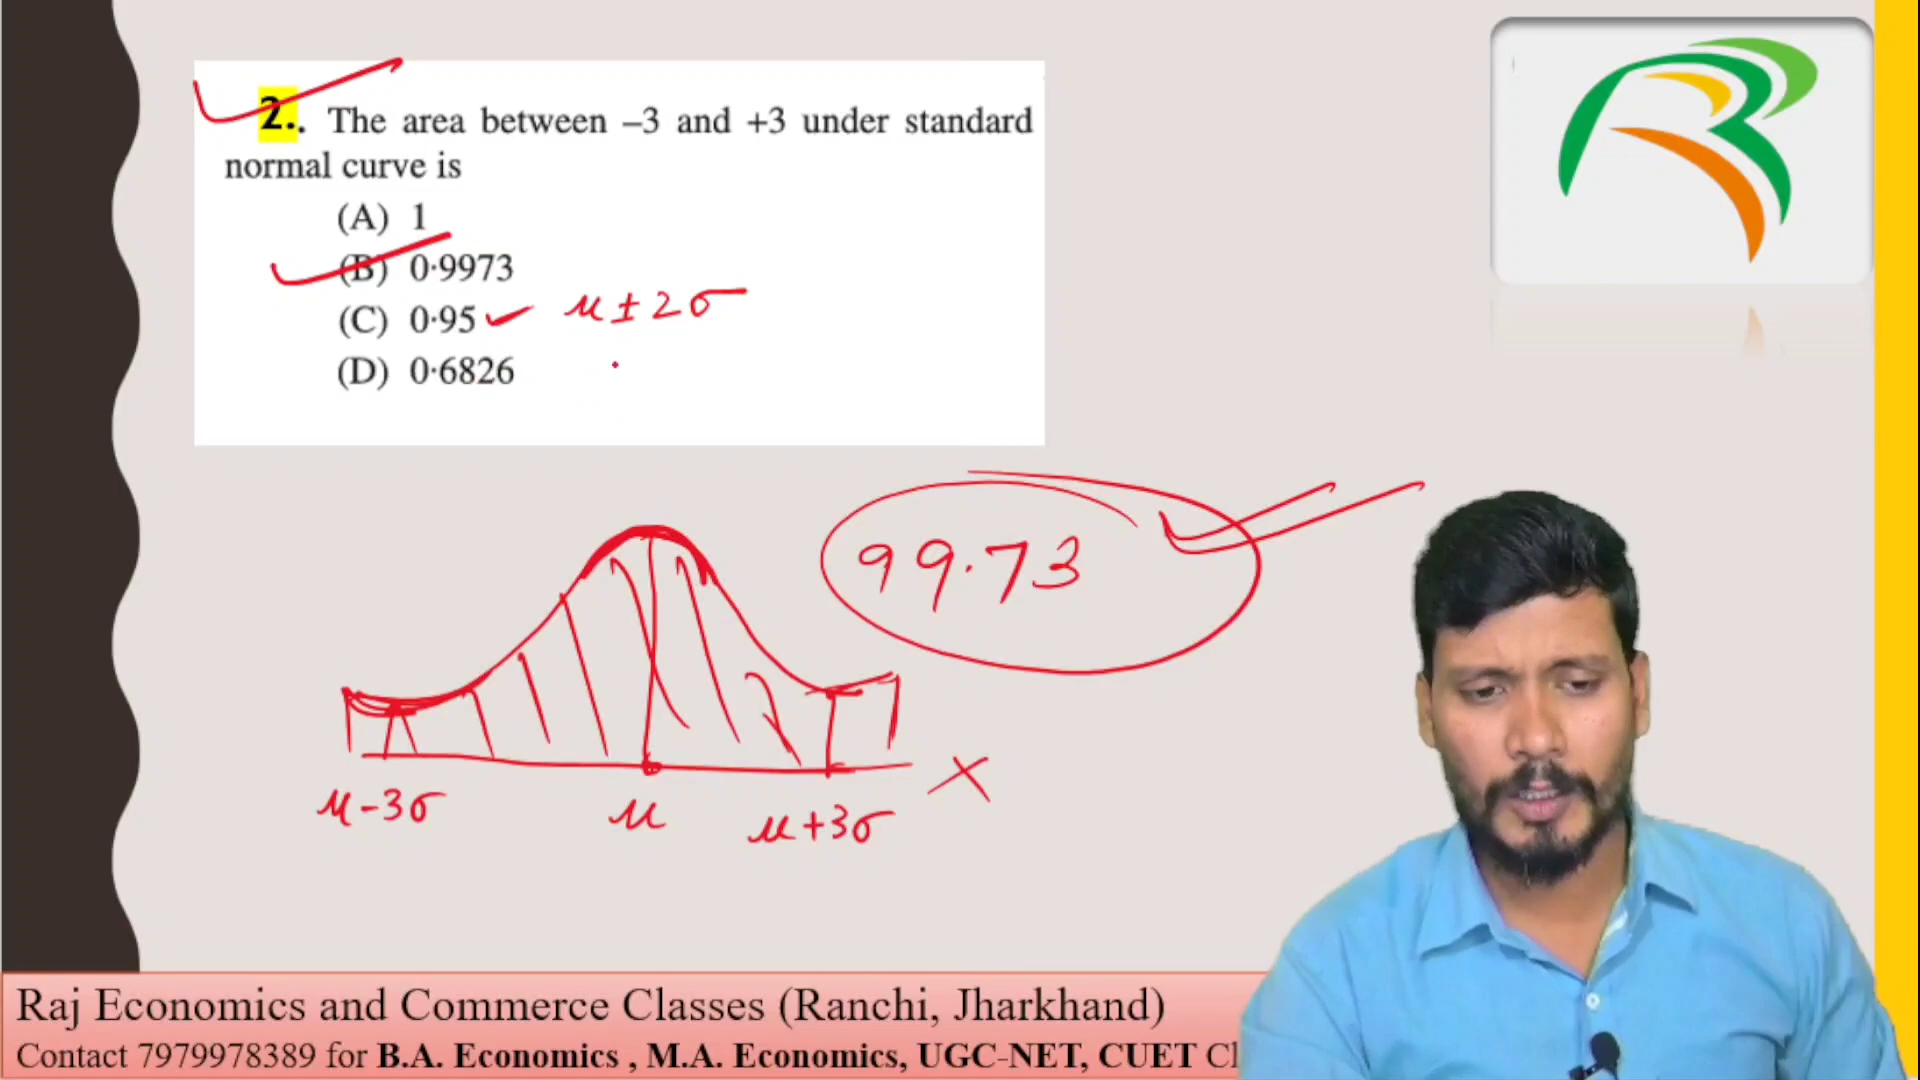 2.. The area between –3 and +3 under standard
normal curve is
(A) 1
(B) 0·9973
(C) 0·95 μ ± 2σ
(D) 0·6826
99.73
μ-3σ μ μ+3σ X
Raj Economics and Commerce Classes (Ranchi, Jharkhand)
Contact 7979978389 for B.A. Economics , M.A. Economics, UGC-NET, CUET Cl